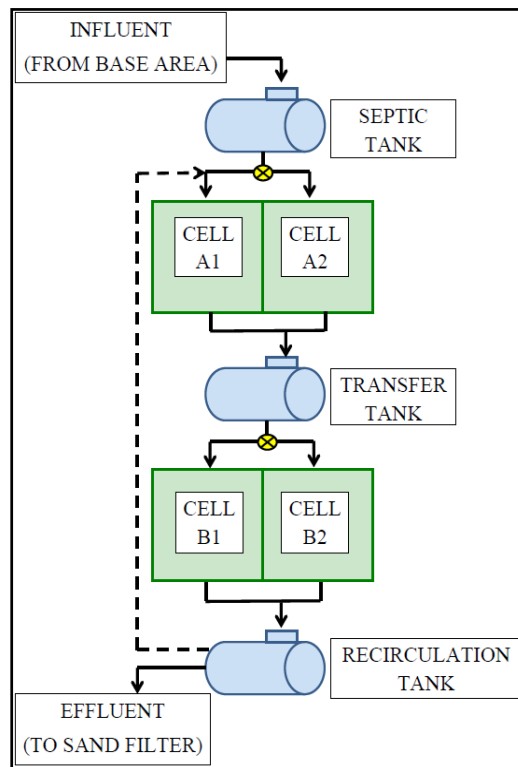 INFLUENT
(FROM BASE AREA)
SEPTIC
TANK
CELL
A1
CELL
A2
TRANSFER
TANK
CELL
B1
CELL
B2
RECIRCULATION
TANK
EFFLUENT
(TO SAND FILTER)